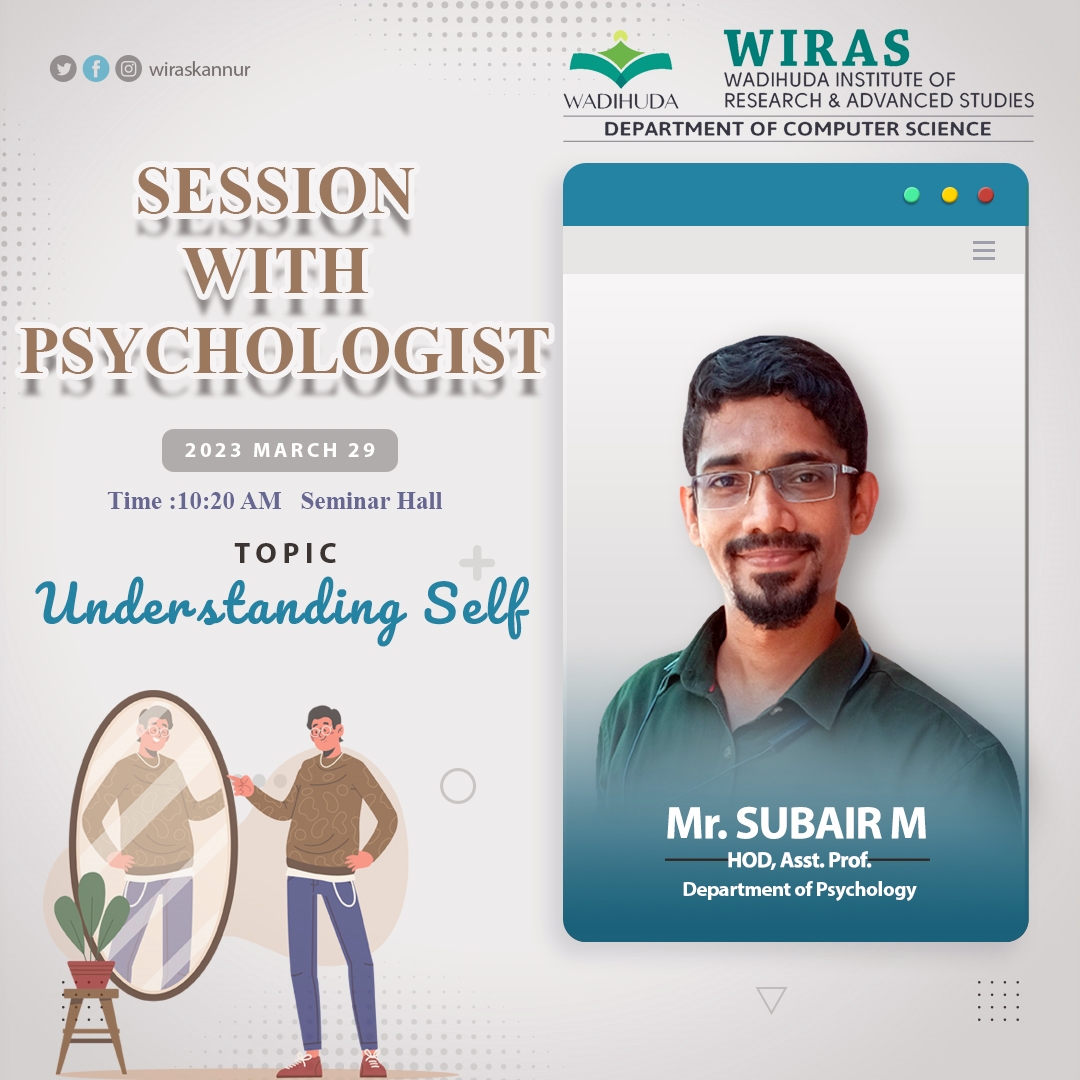 wiraskannur
WADIHUDA
WIRAS
WADIHUDA INSTITUTE OF
RESEARCH & ADVANCED STUDIES
DEPARTMENT OF COMPUTER SCIENCE
SESSION
WITH
PSYCHOLOGIST
2023 MARCH 29
Time :10:20 AM Seminar Hall
TOPIC
Understanding Self
Mr. SUBAIR M
HOD, Asst. Prof.
Department of Psychology